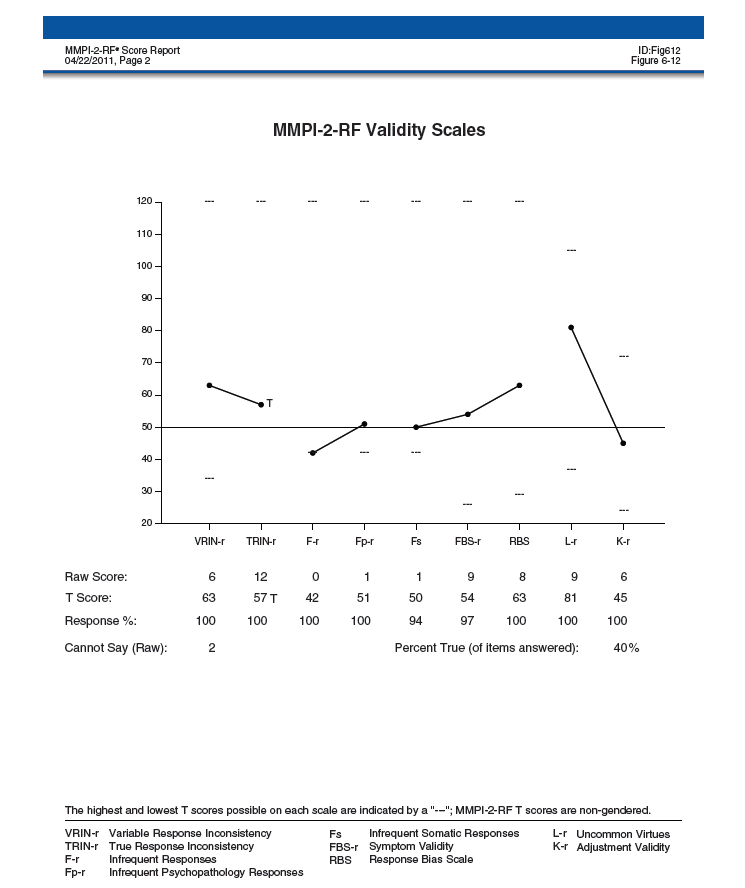 MMPI-2-RF® Score Report ID:Fig612
04/22/2011, Page 2 Figure 6-12
MMPI-2-RF Validity Scales
120 --- --- --- --- --- --- ---
110
100 ---
90
80
70 ---
60 T
50
40 --- --- ---
30 --- --- --- ---
20 ---
VRIN-r TRIN-r F-r Fp-r Fs FBS-r RBS L-r K-r
Raw Score: 6 12 0 1 1 9 8 9 6
T Score: 63 57 T 42 51 50 54 63 81 45
Response %: 100 100 100 100 94 97 100 100 100
Cannot Say (Raw): 2 Percent True (of items answered): 40%
The highest and lowest T scores possible on each scale are indicated by a "---"; MMPI-2-RF T scores are non-gendered.
VRIN-r Variable Response Inconsistency Fs Infrequent Somatic Responses L-r Uncommon Virtues
TRIN-r True Response Inconsistency FBS-r Symptom Validity K-r Adjustment Validity
F-r Infrequent Responses RBS Response Bias Scale
Fp-r Infrequent Psychopathology Responses